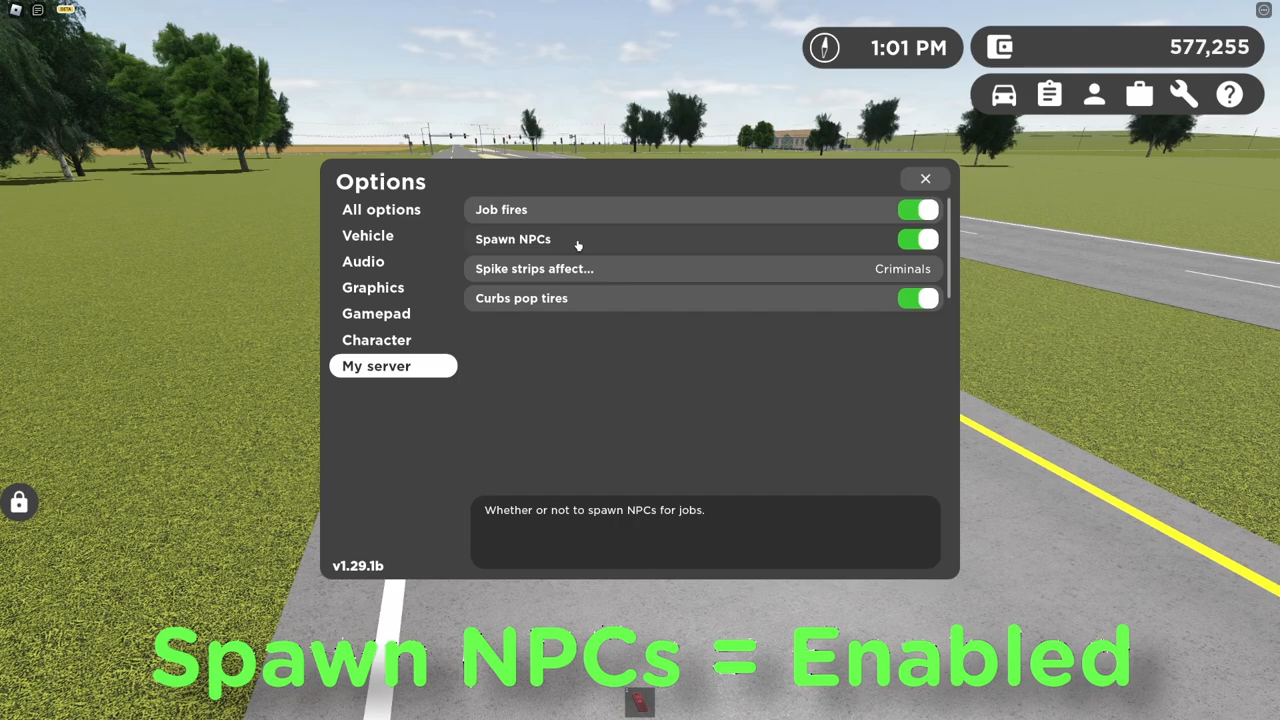 BETA
1:01 PM
577,255
Options
All options
Vehicle
Audio
Graphics
Gamepad
Character
My server
Job fires
Spawn NPCs
Spike strips affect... Criminals
Curbs pop tires
Whether or not to spawn NPCs for jobs.
v1.29.1b
Spawn NPCs = Enabled